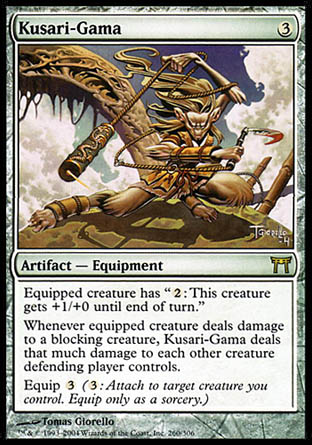 Kusari-Gama 3
TGiorello
04
Artifact — Equipment
Equipped creature has “2: This creature
gets +1/+0 until end of turn.”
Whenever equipped creature deals damage
to a blocking creature, Kusari-Gama deals
that much damage to each other creature
defending player controls.
Equip 3 (3: Attach to target creature you
control. Equip only as a sorcery.)
Tomas Giorello
™ & © 1993–2004 Wizards of the Coast, Inc. 260/306